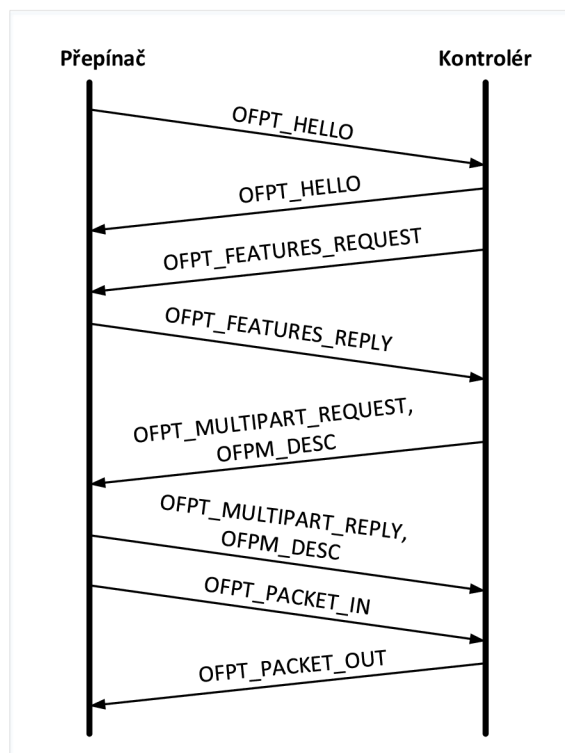 Přepínač
Kontrolér
OFPT_HELLO
OFPT_HELLO
OFPT_FEATURES_REQUEST
OFPT_FEATURES_REPLY
OFPT_MULTIPART_REQUEST,
OFPM_DESC
OFPT_MULTIPART_REPLY,
OFPM_DESC
OFPT_PACKET_IN
OFPT_PACKET_OUT